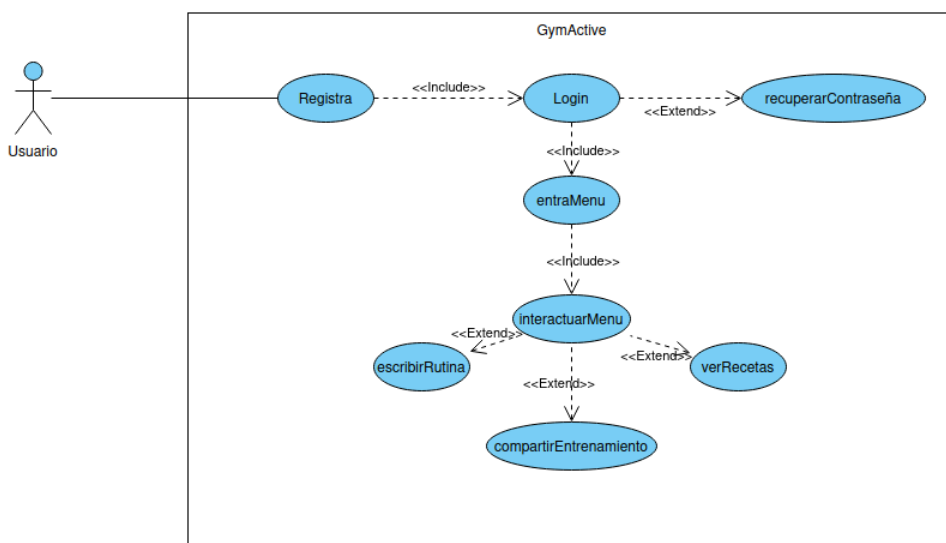 GymActive
Registra
<<Include>>
Login
<<Extend>>
recuperarContraseña
Usuario
<<Include>>
entraMenu
<<Include>>
interactuarMenu
<<Extend>>
<<Extend>>
escribirRutina
verRecetas
<<Extend>>
compartirEntrenamiento